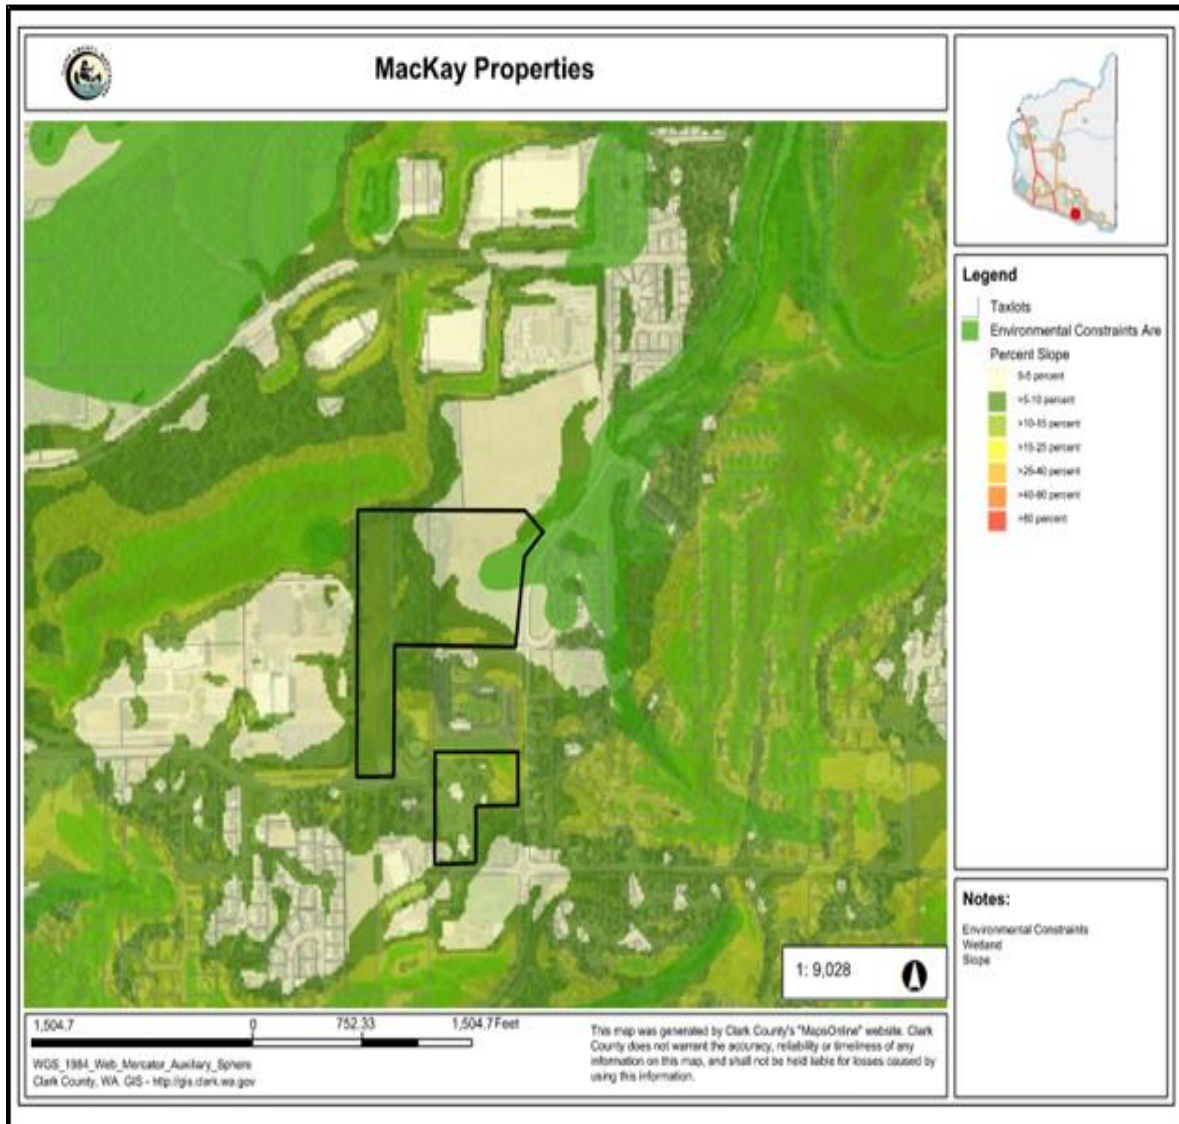 MacKay Properties
Legend
Taxlots
Environmental Constraints Are
Percent Slope
0-5 percent
>5-10 percent
>10-15 percent
>15-25 percent
>25-40 percent
>40-80 percent
>80 percent
Notes:
Environmental Constraints
Wetland
Slope
1: 9,028
1,504.7 0 752.33 1,504.7 Feet
WGS_1984_Web_Mercator_Auxiliary_Sphere
Clark County, WA. GIS - http://gis.clark.wa.gov
This map was generated by Clark County's "MapsOnline" website. Clark
County does not warrant the accuracy, reliability or timeliness of any
information on this map, and shall not be held liable for losses caused by
using this information.